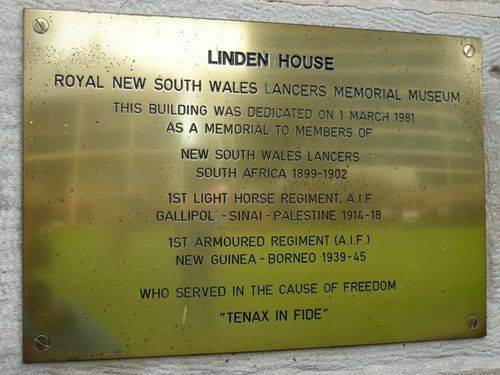 LINDEN HOUSE
ROYAL NEW SOUTH WALES LANCERS MEMORIAL MUSEUM
THIS BUILDING WAS DEDICATED ON 1 MARCH 1981
AS A MEMORIAL TO MEMBERS OF
NEW SOUTH WALES LANCERS
SOUTH AFRICA 1899-1902
1ST LIGHT HORSE REGIMENT. A.I.F.
GALLIPOL - SINAI - PALESTINE 1914-18
1ST ARMOURED REGIMENT (A.I.F.)
NEW GUINEA - BORNEO 1939-45
WHO SERVED IN THE CAUSE OF FREEDOM
"TENAX IN FIDE"